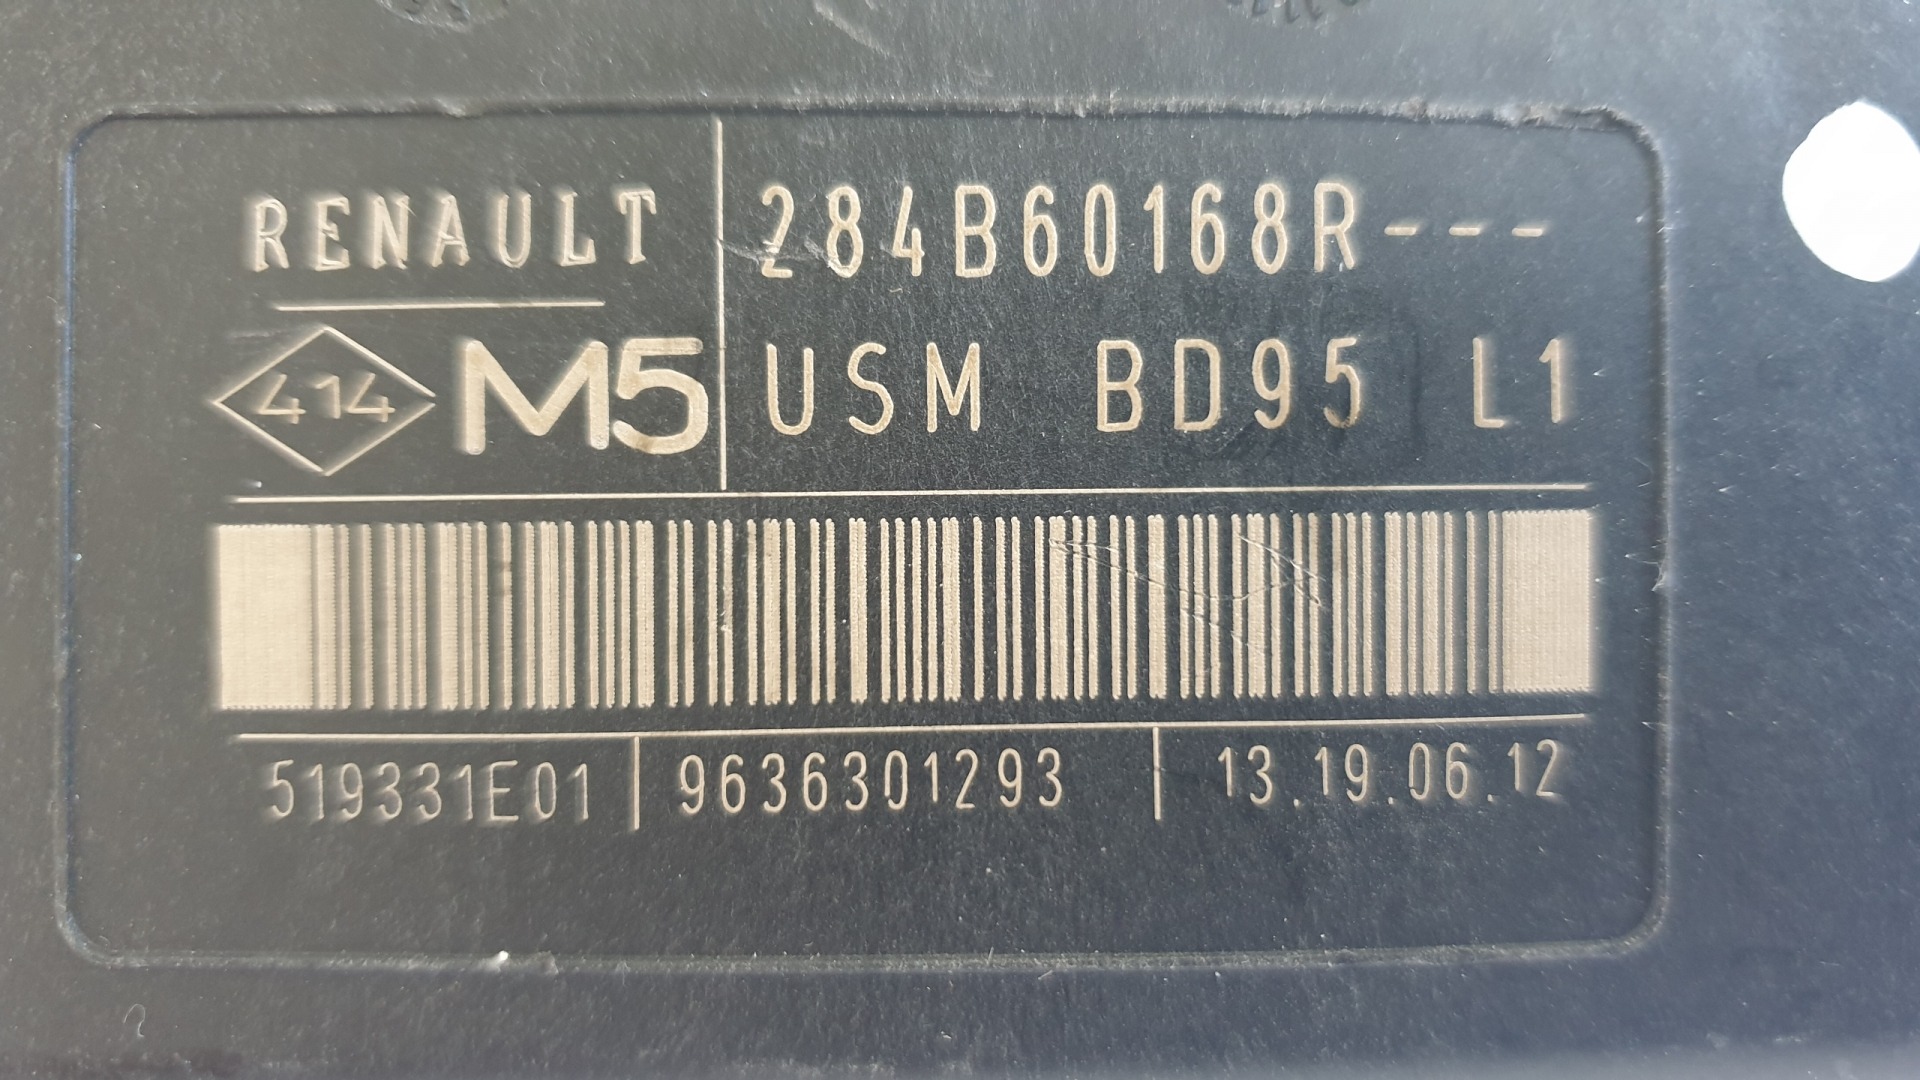 RENAULT
284B60168R---
414 M5
USM BD95 L1
519331E01
9636301293
13.19.06.12